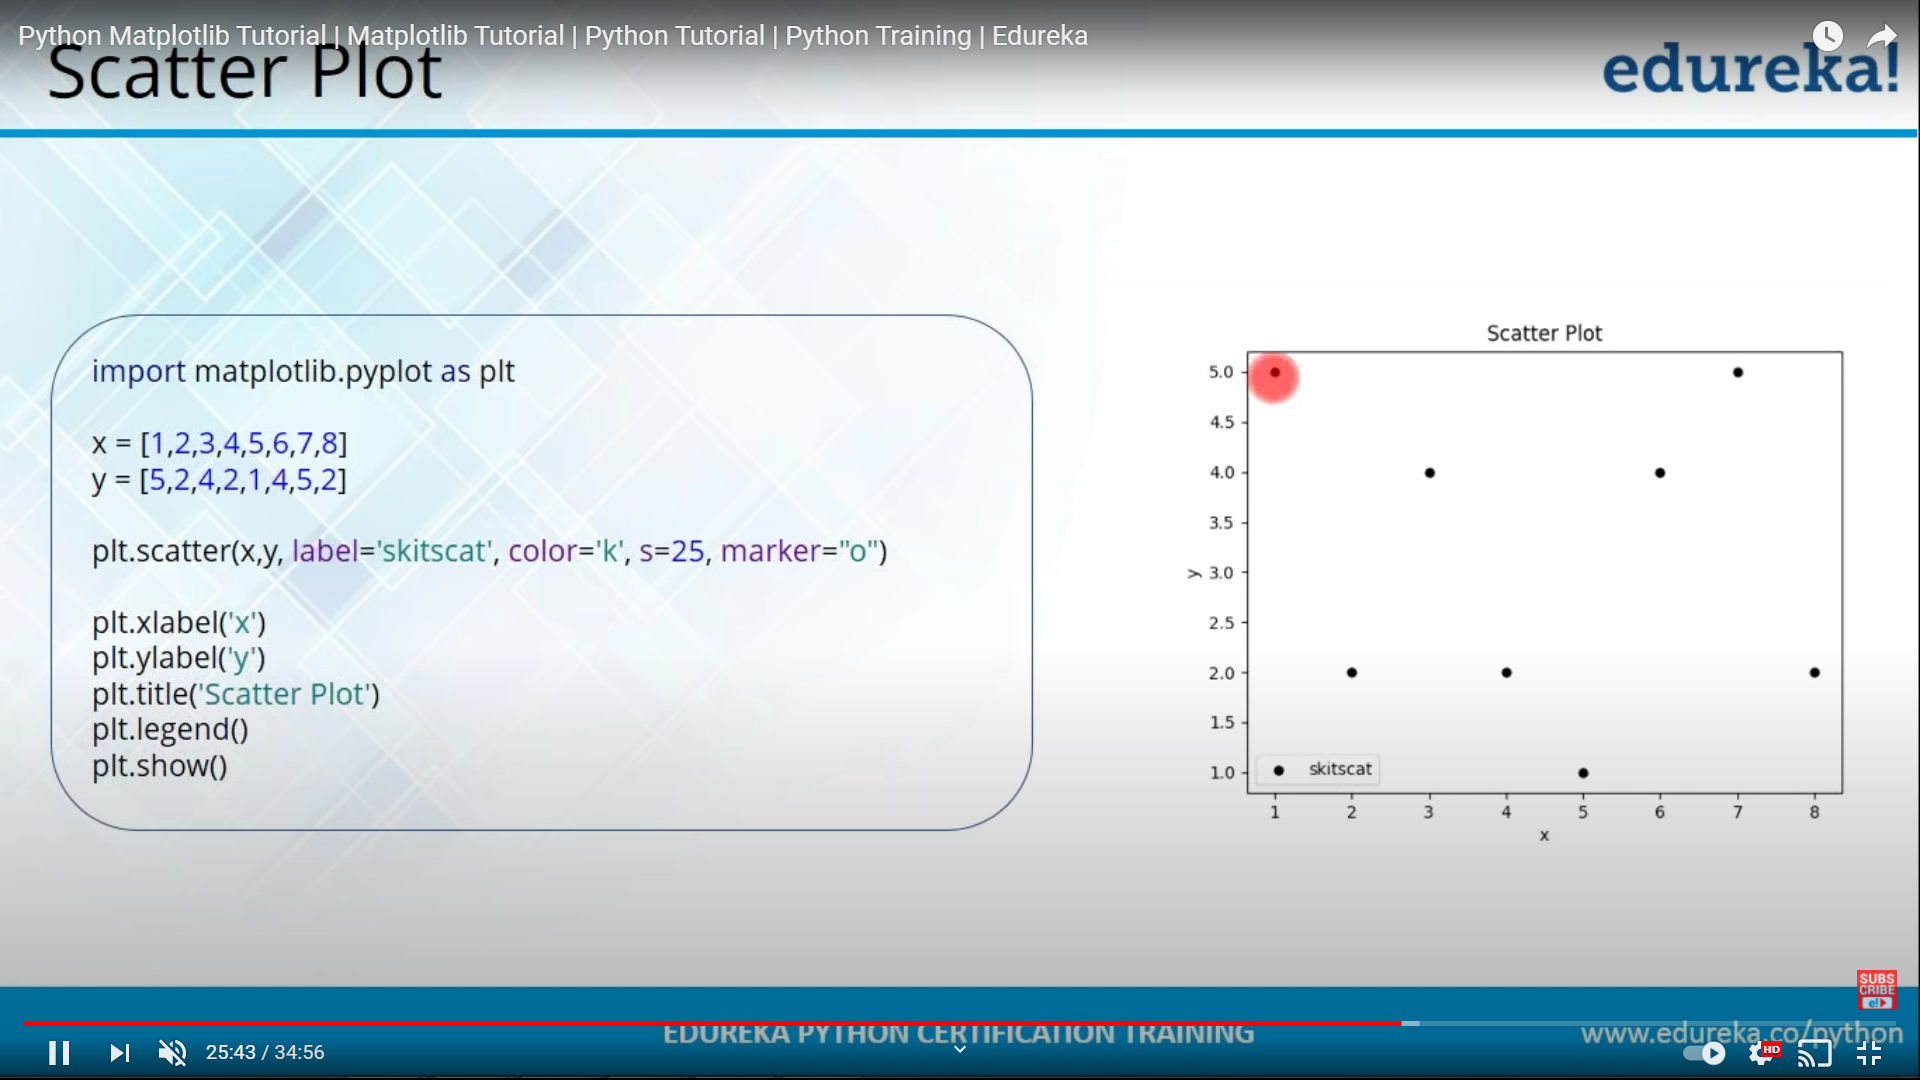 Python Matplotlib Tutorial | Matplotlib Tutorial | Python Tutorial | Python Training | Edureka
Scatter Plot
edureka!
import matplotlib.pyplot as plt
x = [1,2,3,4,5,6,7,8]
y = [5,2,4,2,1,4,5,2]
plt.scatter(x,y, label='skitscat', color='k', s=25, marker="o")
plt.xlabel('x')
plt.ylabel('y')
plt.title('Scatter Plot')
plt.legend()
plt.show()
Scatter Plot
5.0
4.5
4.0
3.5
3.0
2.5
2.0
1.5
1.0
y
skitscat
1 2 3 4 5 6 7 8
x
SUBS
CRIBE
e!
EDUREKA PYTHON CERTIFICATION TRAINING
www.edureka.co/python
25:43 / 34:56
HD